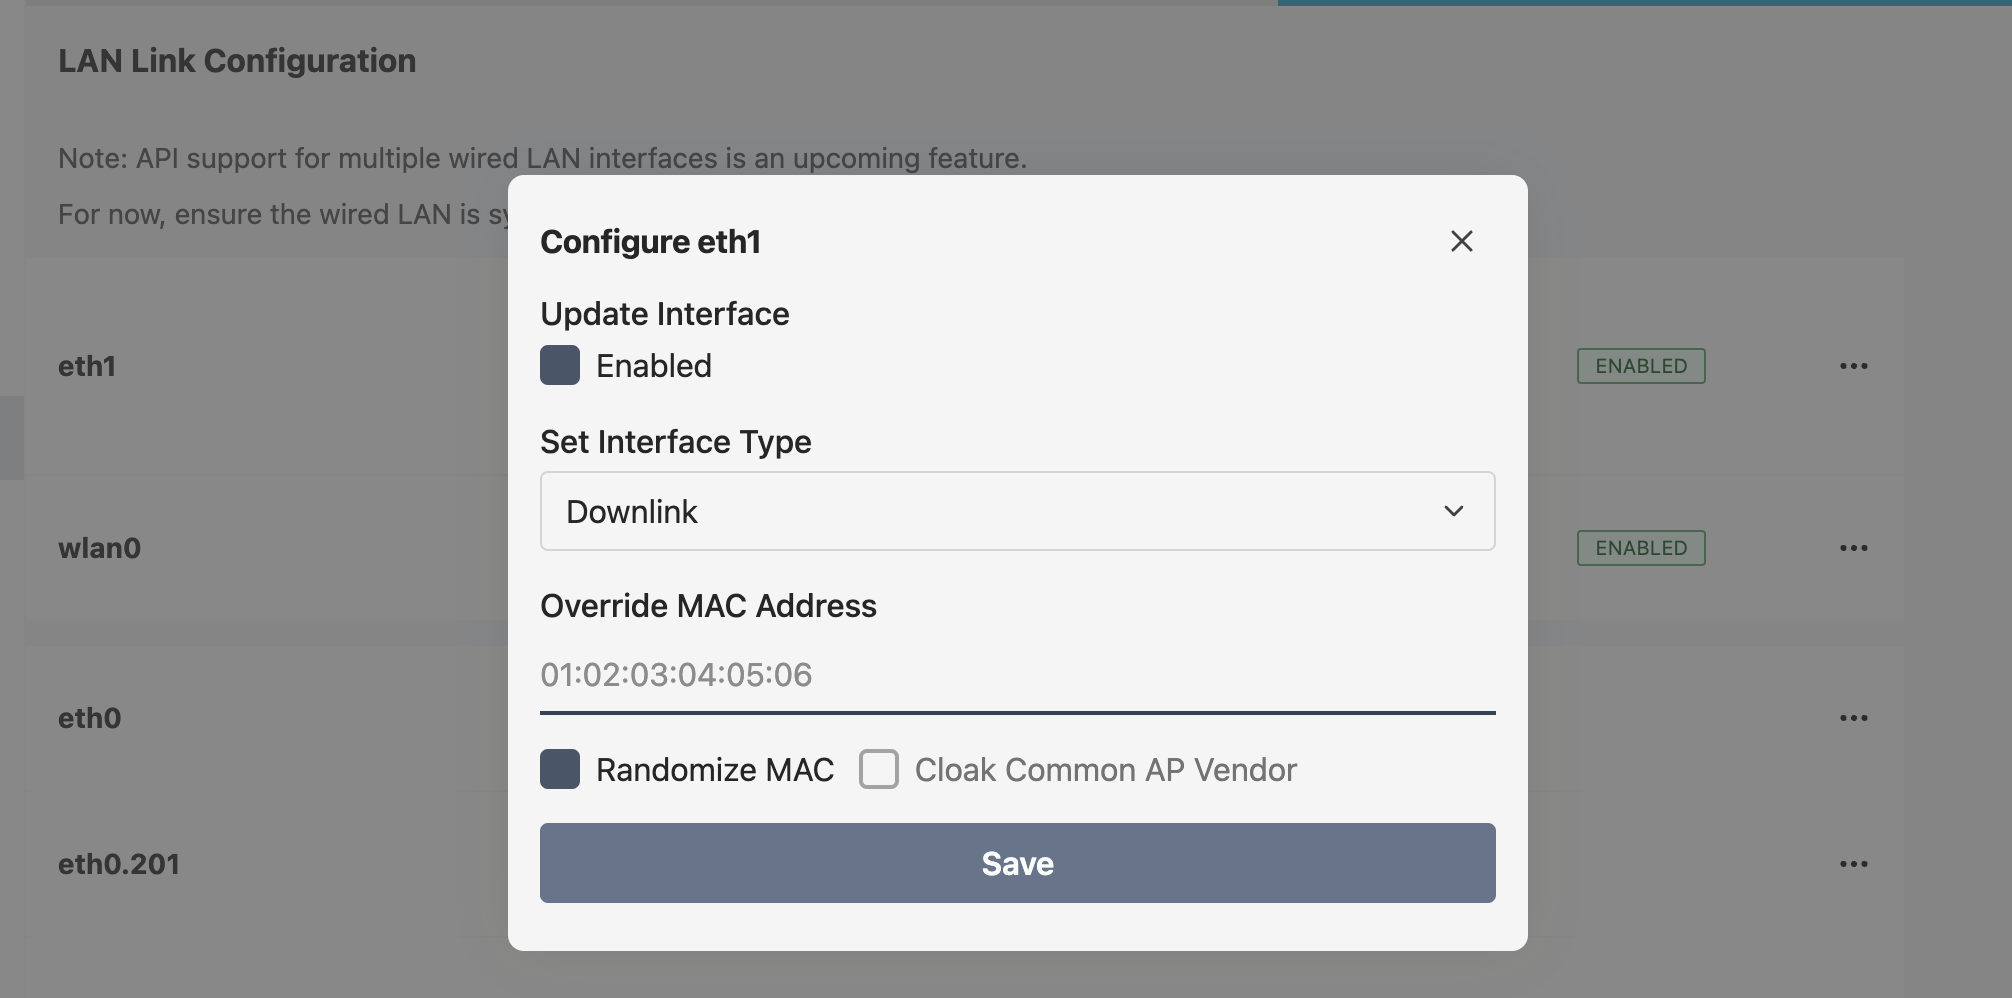 LAN Link Configuration
Note: API support for multiple wired LAN interfaces is an upcoming feature.
For now, ensure the wired LAN is
Configure eth1
Update Interface
Enabled
Set Interface Type
Downlink
Override MAC Address
01:02:03:04:05:06
Randomize MAC Cloak Common AP Vendor
Save
eth1 ENABLED
wlan0 ENABLED
eth0
eth0.201